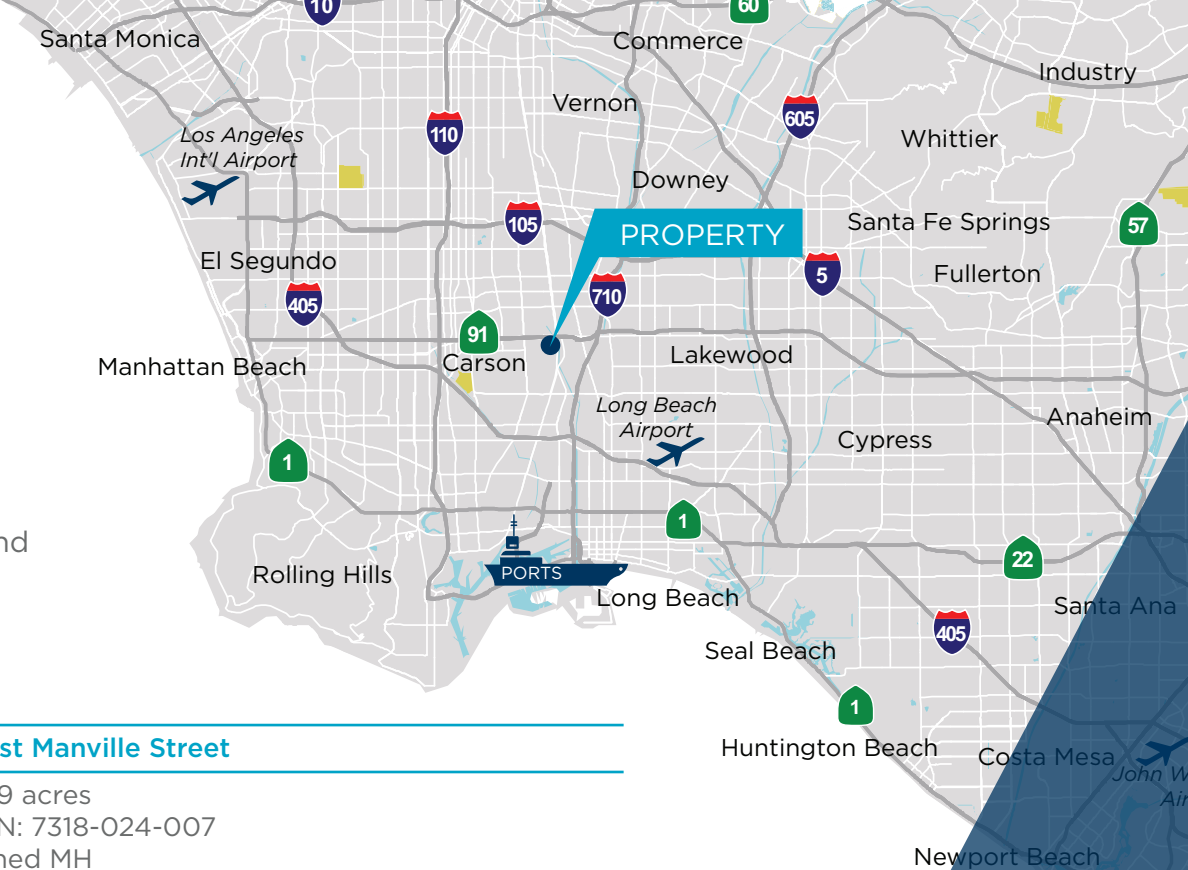 10
60
Santa Monica
Commerce
Industry
Vernon
605
110
Los Angeles
Int'l Airport
Whittier
Downey
105
PROPERTY
Santa Fe Springs
57
El Segundo
5
Fullerton
405
710
91
Carson
Lakewood
Manhattan Beach
Long Beach
Airport
Anaheim
Cypress
1
1
nd
22
Rolling Hills
PORTS
Long Beach
Santa Ana
405
Seal Beach
1
st Manville Street
Huntington Beach
Costa Mesa
John W
Air
9 acres
N: 7318-024-007
ned MH
Newport Beach